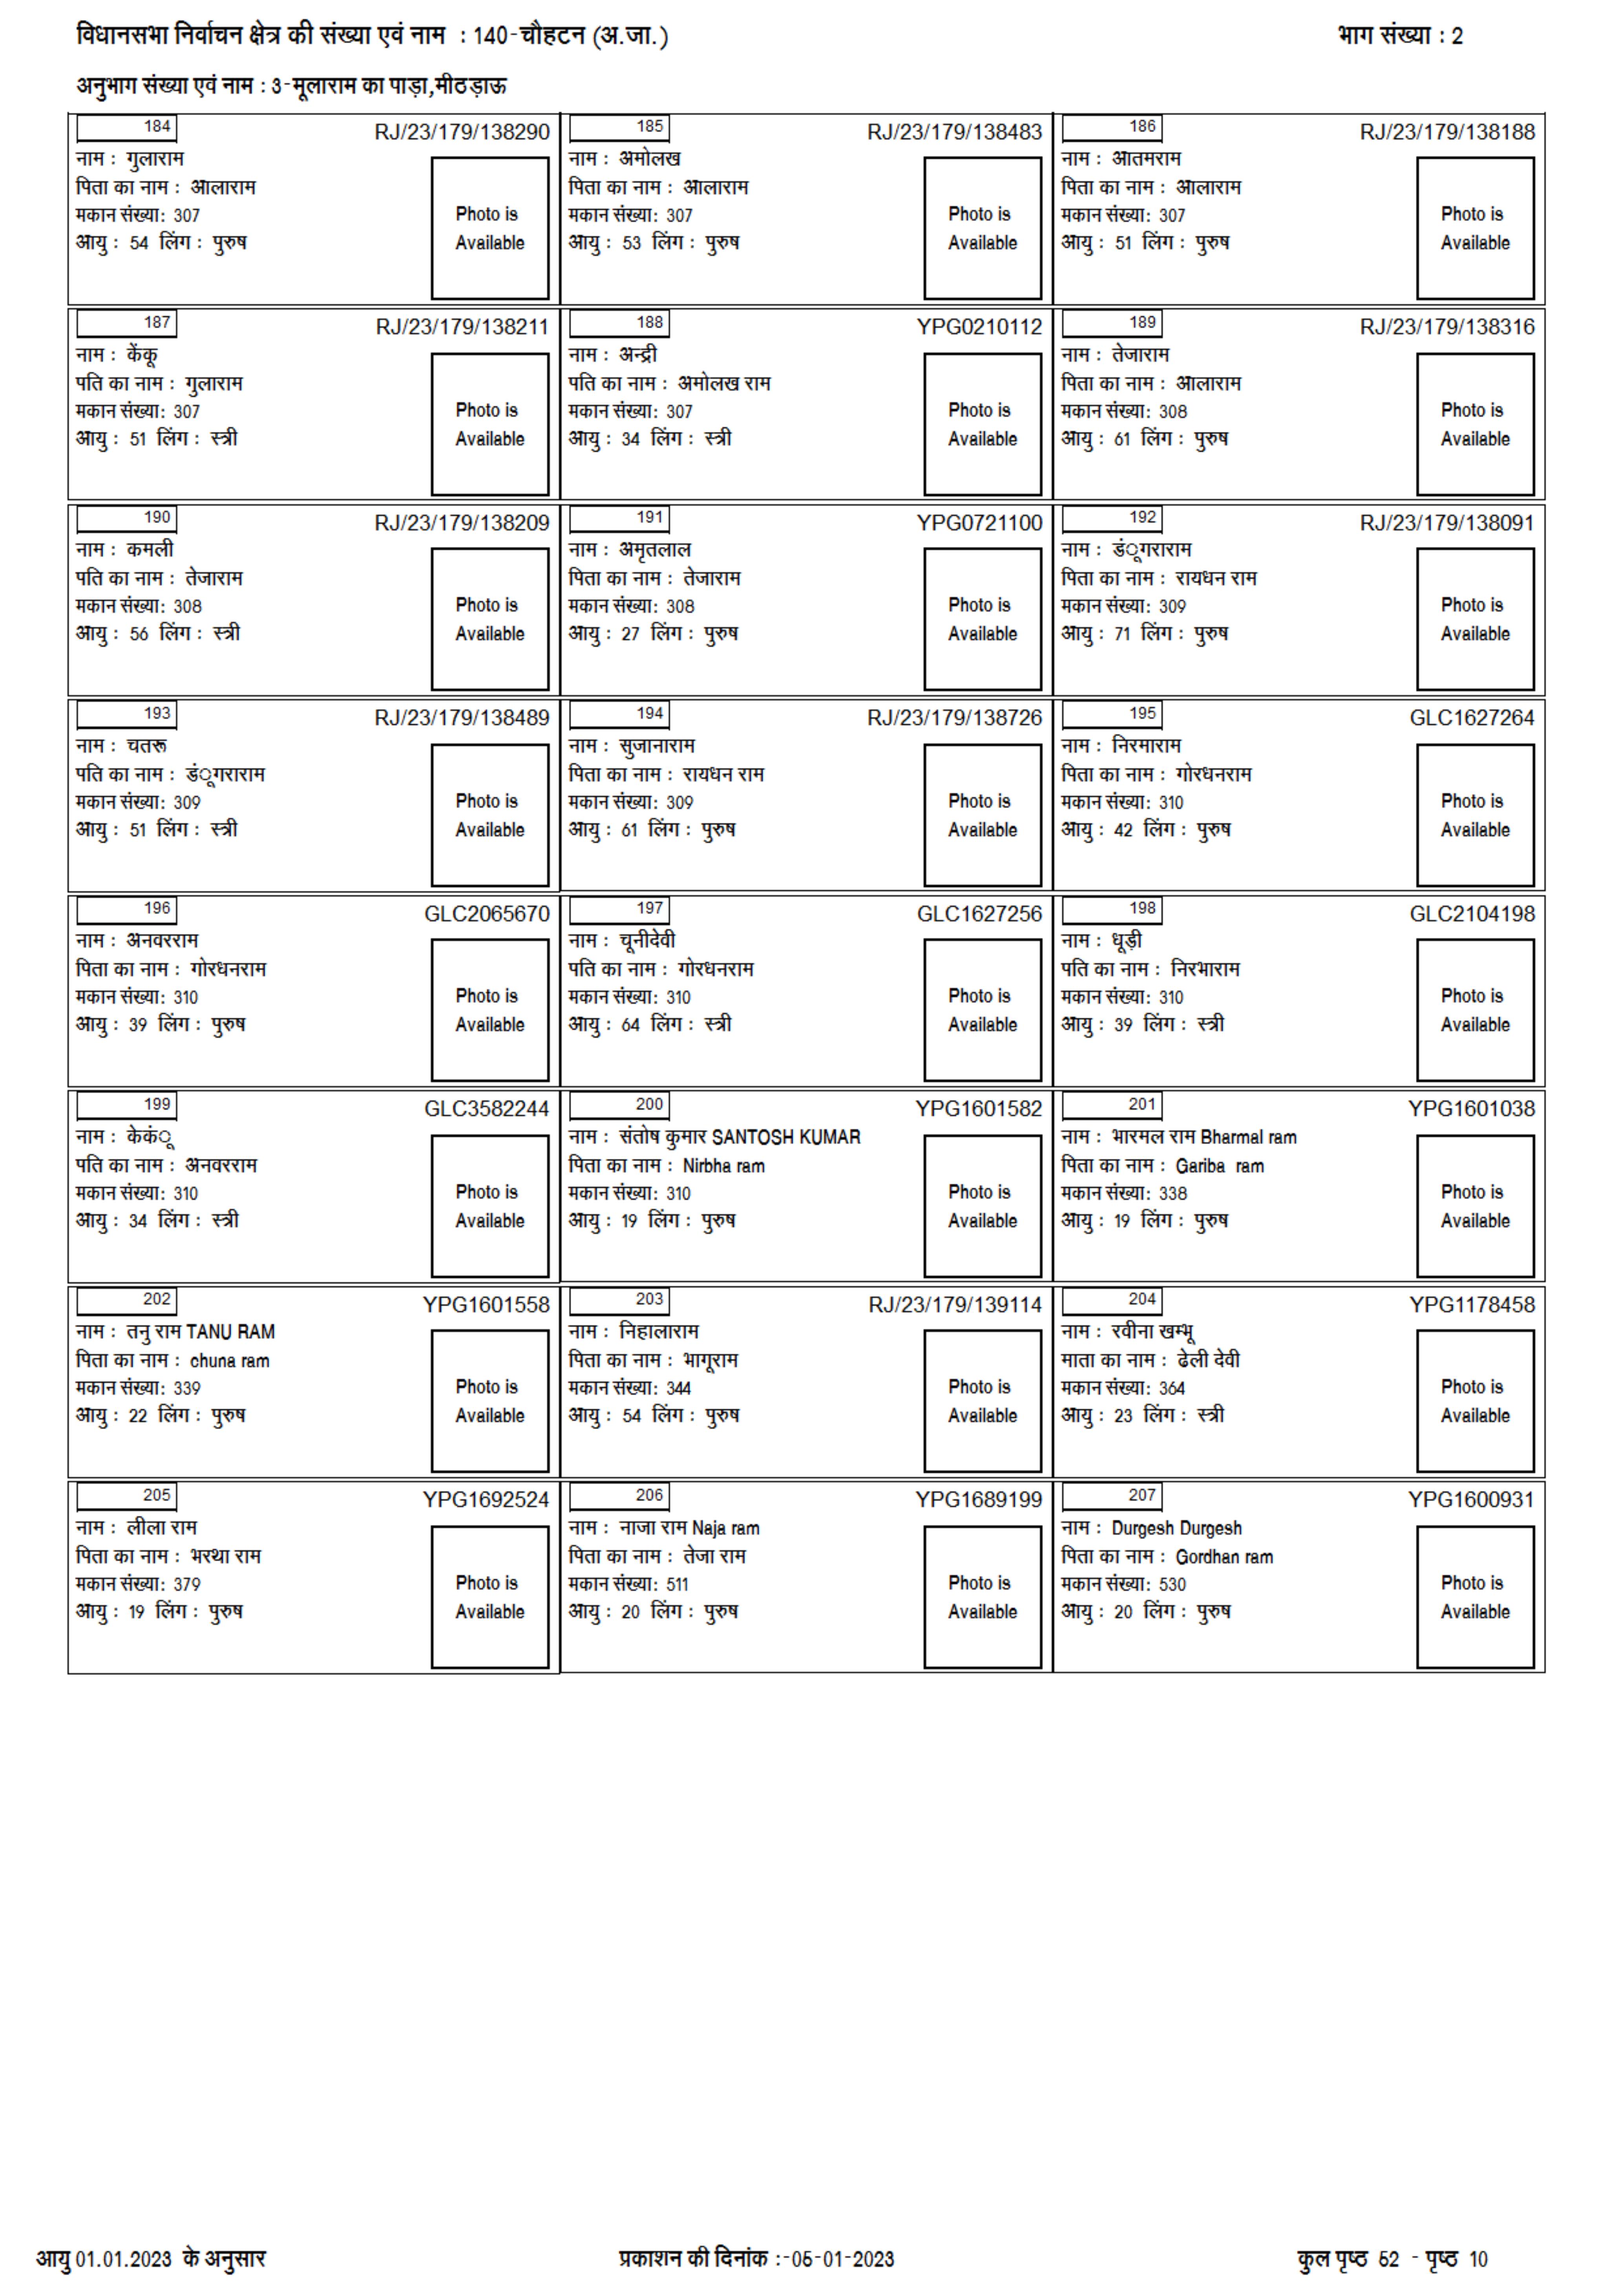 विधानसभा निर्वाचन क्षेत्र की संख्या एवं नाम : 140-चौहटन (अ.जा.)
भाग संख्या : 2
अनुभाग संख्या एवं नाम : 3-मूलाराम का पाड़ा,मीठड़ाऊ
184 RJ/23/179/138290
नाम : गुलाराम
पिता का नाम : आलाराम
मकान संख्या: 307
आयु : 54 लिंग : पुरुष
Photo is
Available
185 RJ/23/179/138483
नाम : अमोलख
पिता का नाम : आलाराम
मकान संख्या: 307
आयु : 53 लिंग : पुरुष
Photo is
Available
186 RJ/23/179/138188
नाम : आतमराम
पिता का नाम : आलाराम
मकान संख्या: 307
आयु : 51 लिंग : पुरुष
Photo is
Available
187 RJ/23/179/138211
नाम : केंकू
पति का नाम : गुलाराम
मकान संख्या: 307
आयु : 51 लिंग : स्त्री
Photo is
Available
188 YPG0210112
नाम : अन्द्री
पति का नाम : अमोलख राम
मकान संख्या: 307
आयु : 34 लिंग : स्त्री
Photo is
Available
189 RJ/23/179/138316
नाम : तेजाराम
पिता का नाम : आलाराम
मकान संख्या: 308
आयु : 61 लिंग : पुरुष
Photo is
Available
190 RJ/23/179/138209
नाम : कमली
पति का नाम : तेजाराम
मकान संख्या: 308
आयु : 56 लिंग : स्त्री
Photo is
Available
191 YPG0721100
नाम : अमृतलाल
पिता का नाम : तेजाराम
मकान संख्या: 308
आयु : 27 लिंग : पुरुष
Photo is
Available
192 RJ/23/179/138091
नाम : डंूगराराम
पिता का नाम : रायधन राम
मकान संख्या: 309
आयु : 71 लिंग : पुरुष
Photo is
Available
193 RJ/23/179/138489
नाम : चतरू
पति का नाम : डंूगराराम
मकान संख्या: 309
आयु : 51 लिंग : स्त्री
Photo is
Available
194 RJ/23/179/138726
नाम : सुजानाराम
पिता का नाम : रायधन राम
मकान संख्या: 309
आयु : 61 लिंग : पुरुष
Photo is
Available
195 GLC1627264
नाम : निरमाराम
पिता का नाम : गोरधनराम
मकान संख्या: 310
आयु : 42 लिंग : पुरुष
Photo is
Available
196 GLC2065670
नाम : अनवरराम
पिता का नाम : गोरधनराम
मकान संख्या: 310
आयु : 39 लिंग : पुरुष
Photo is
Available
197 GLC1627256
नाम : चूनीदेवी
पति का नाम : गोरधनराम
मकान संख्या: 310
आयु : 64 लिंग : स्त्री
Photo is
Available
198 GLC2104198
नाम : धूड़ी
पति का नाम : निरभाराम
मकान संख्या: 310
आयु : 39 लिंग : स्त्री
Photo is
Available
199 GLC3582244
नाम : केकंू
पति का नाम : अनवरराम
मकान संख्या: 310
आयु : 34 लिंग : स्त्री
Photo is
Available
200 YPG1601582
नाम : संतोष कुमार SANTOSH KUMAR
पिता का नाम : Nirbha ram
मकान संख्या: 310
आयु : 19 लिंग : पुरुष
Photo is
Available
201 YPG1601038
नाम : भारमल राम Bharmal ram
पिता का नाम : Gariba ram
मकान संख्या: 338
आयु : 19 लिंग : पुरुष
Photo is
Available
202 YPG1601558
नाम : तनु राम TANU RAM
पिता का नाम : chuna ram
मकान संख्या: 339
आयु : 22 लिंग : पुरुष
Photo is
Available
203 RJ/23/179/139114
नाम : निहालाराम
पिता का नाम : भागूराम
मकान संख्या: 344
आयु : 54 लिंग : पुरुष
Photo is
Available
204 YPG1178458
नाम : रवीना खम्भू
माता का नाम : ढेली देवी
मकान संख्या: 364
आयु : 23 लिंग : स्त्री
Photo is
Available
205 YPG1692524
नाम : लीला राम
पिता का नाम : भरथा राम
मकान संख्या: 379
आयु : 19 लिंग : पुरुष
Photo is
Available
206 YPG1689199
नाम : नाजा राम Naja ram
पिता का नाम : तेजा राम
मकान संख्या: 511
आयु : 20 लिंग : पुरुष
Photo is
Available
207 YPG1600931
नाम : Durgesh Durgesh
पिता का नाम : Gordhan ram
मकान संख्या: 530
आयु : 20 लिंग : पुरुष
Photo is
Available
आयु 01.01.2023 के अनुसार
प्रकाशन की दिनांक :-05-01-2023
कुल पृष्ठ 52 - पृष्ठ 10